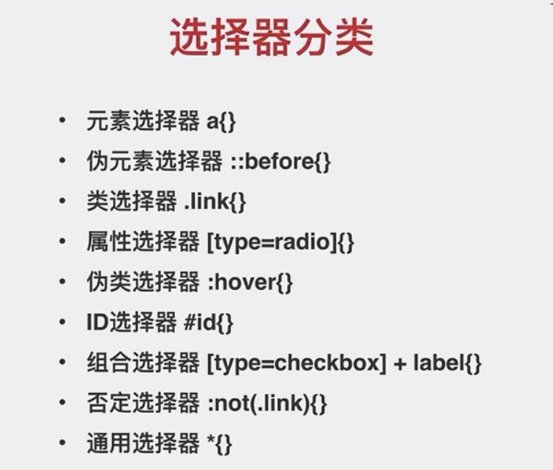 选择器分类
• 元素选择器 a{}
• 伪元素选择器 ::before{}
• 类选择器 .link{}
• 属性选择器 [type=radio]{}
• 伪类选择器 :hover{}
• ID选择器 #id{}
• 组合选择器 [type=checkbox] + label{}
• 否定选择器 :not(.link){}
• 通用选择器 *{}